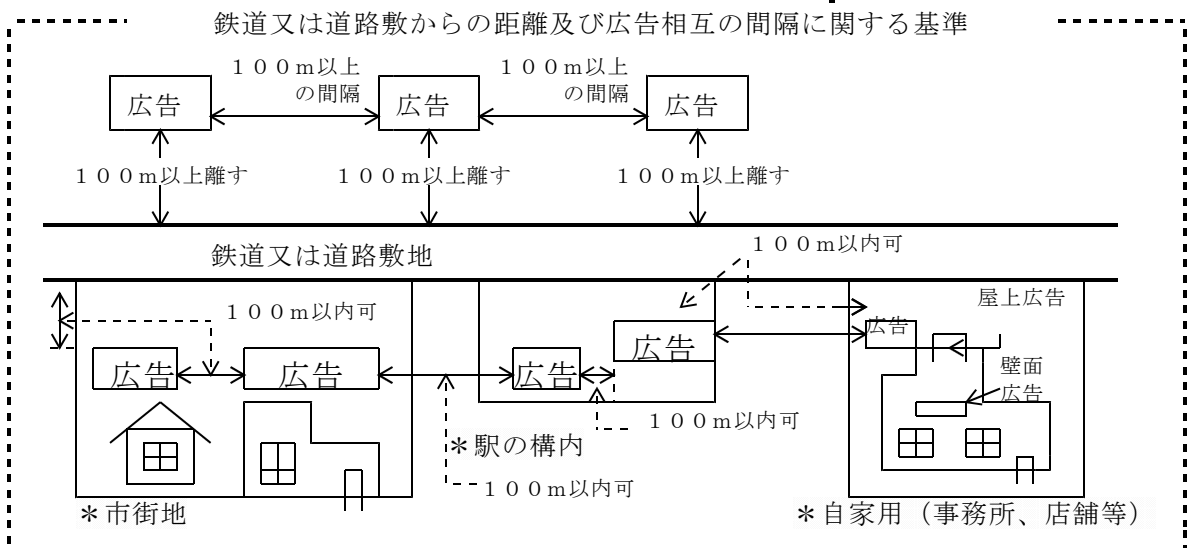 鉄道又は道路敷からの距離及び広告相互の間隔に関する基準
１００ｍ以上
の間隔
１００ｍ以上
の間隔
広告
広告
広告
１００ｍ以上離す
１００ｍ以上離す
１００ｍ以上離す
鉄道又は道路敷地
１００ｍ以内可
１００ｍ以内可
屋上広告
広告
広告
広告
広告
広告
壁面
広告
１００ｍ以内可
＊駅の構内
１００ｍ以内可
＊市街地
＊自家用（事務所、店舗等）